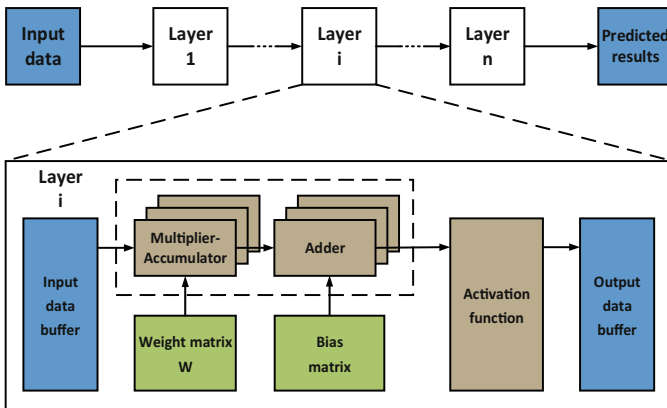 Input
data
Layer
1
Layer
i
Layer
n
Predicted
results
Layer
i
Input
data
buffer
Multiplier-
Accumulator
Adder
Activation
function
Output
data
buffer
Weight matrix
W
Bias
matrix